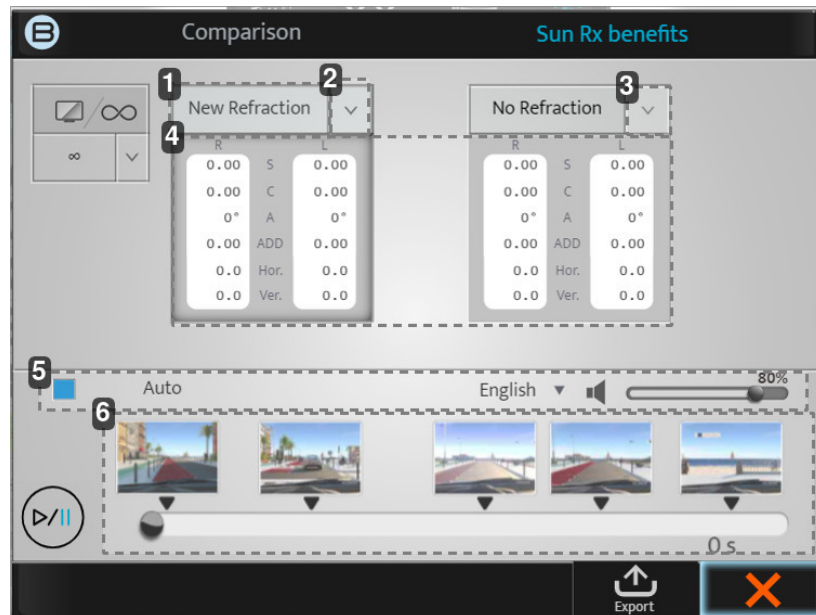 B Comparison Sun Rx benefits
1 2 3
New Refraction No Refraction
∞
4
∞
R L R L
0.00 S 0.00 0.00 S 0.00
0.00 C 0.00 0.00 C 0.00
0° A 0° 0° A 0°
0.00 ADD 0.00 0.00 ADD 0.00
0.0 Hor. 0.0 0.0 Hor. 0.0
0.0 Ver. 0.0 0.0 Ver. 0.0
5
Auto English 80%
6
0 s
Export